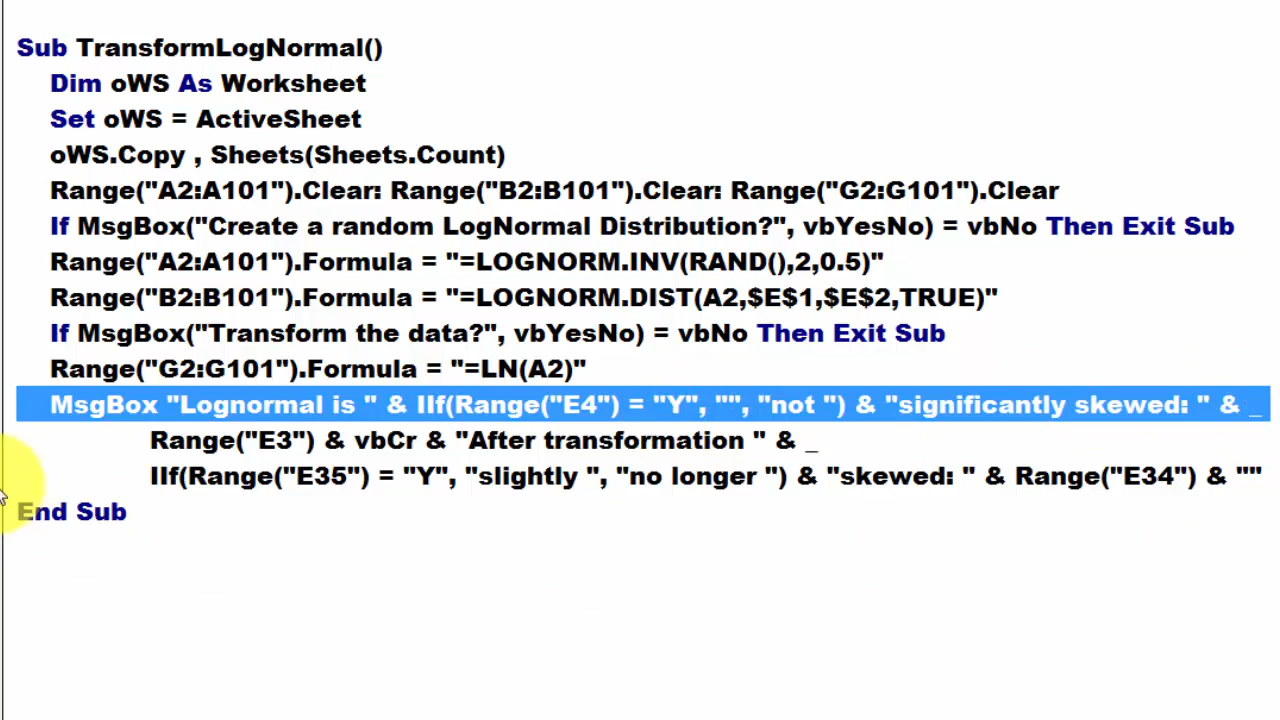 Sub TransformLogNormal()
Dim oWS As Worksheet
Set oWS = ActiveSheet
oWS.Copy , Sheets(Sheets.Count)
Range("A2:A101").Clear: Range("B2:B101").Clear: Range("G2:G101").Clear
If MsgBox("Create a random LogNormal Distribution?", vbYesNo) = vbNo Then Exit Sub
Range("A2:A101").Formula = "=LOGNORM.INV(RAND(),2,0.5)"
Range("B2:B101").Formula = "=LOGNORM.DIST(A2,$E$1,$E$2,TRUE)"
If MsgBox("Transform the data?", vbYesNo) = vbNo Then Exit Sub
Range("G2:G101").Formula = "=LN(A2)"
MsgBox "Lognormal is " & IIf(Range("E4") = "Y", "", "not ") & "significantly skewed: " & _
Range("E3") & vbCr & "After transformation " & _
IIf(Range("E35") = "Y", "slightly ", "no longer ") & "skewed: " & Range("E34") & ""
End Sub